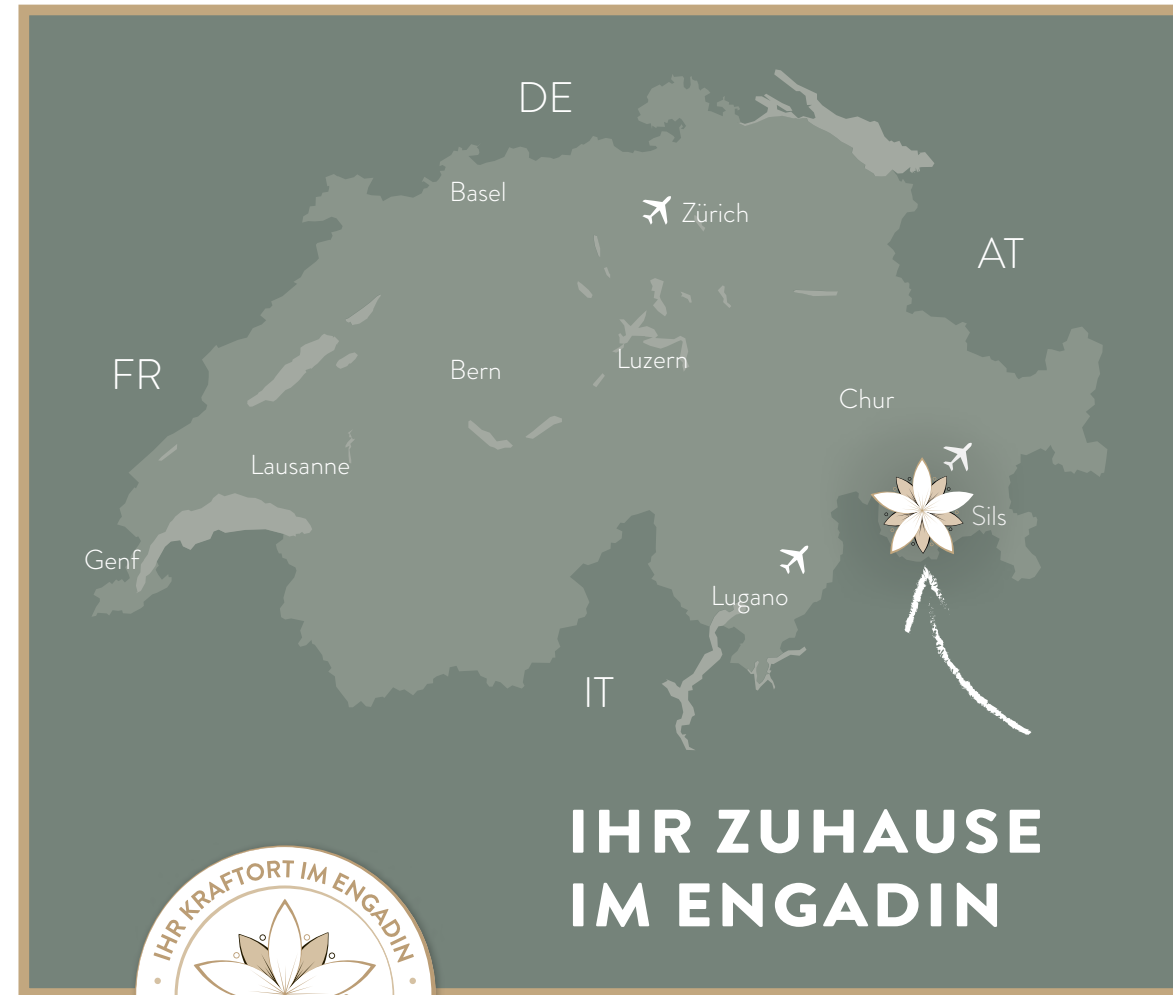 DE
Basel
Zürich
AT
FR
Bern
Luzern
Chur
Lausanne
Sils
Genf
Lugano
IT
IHR ZUHAUSE
IM ENGADIN
IHR KRAFTORT IM ENGADIN